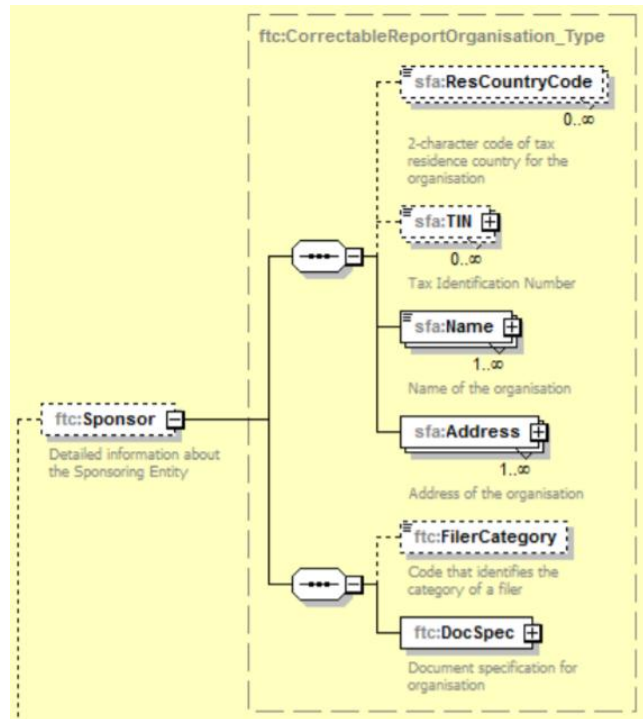 ftc:CorrectableReportOrganisation_Type
sfa:ResCountryCode
0..∞
2-character code of tax
residence country for the
organisation
sfa:TIN
0..∞
Tax Identification Number
sfa:Name
1..∞
Name of the organisation
ftc:Sponsor
Detailed information about
the Sponsoring Entity
sfa:Address
1..∞
Address of the organisation
ftc:FilerCategory
Code that identifies the
category of a filer
ftc:DocSpec
Document specification for
organisation